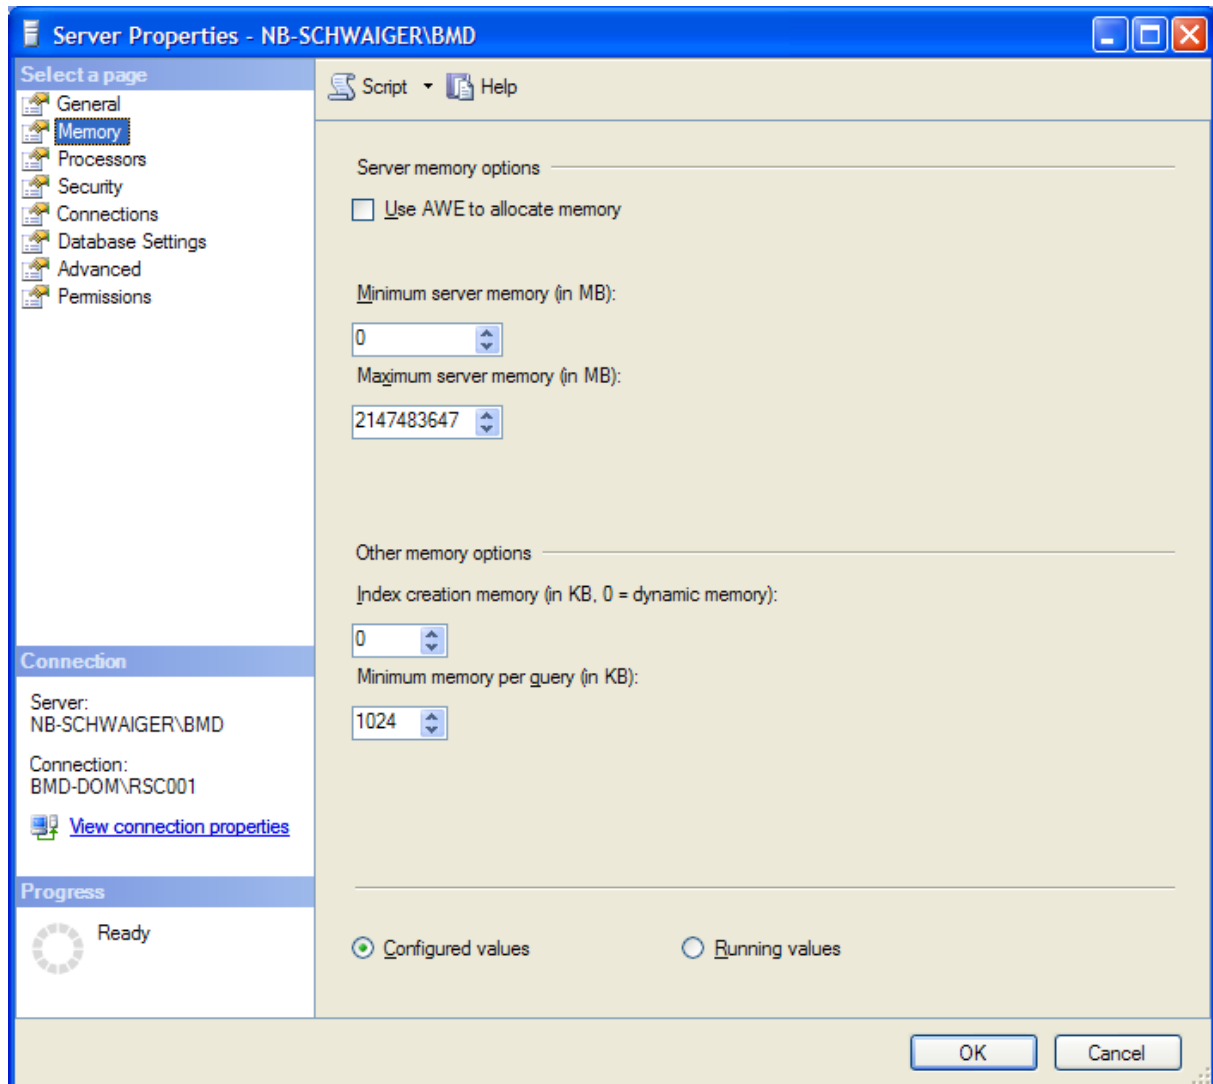 Server Properties - NB-SCHWAIGER\BMD
Select a page
General
Memory
Processors
Security
Connections
Database Settings
Advanced
Permissions
Connection
Server:
NB-SCHWAIGER\BMD
Connection:
BMD-DOM\RSC001
View connection properties
Progress
Ready
Script Help
Server memory options
Use AWE to allocate memory
Minimum server memory (in MB):
0
Maximum server memory (in MB):
2147483647
Other memory options
Index creation memory (in KB, 0 = dynamic memory):
0
Minimum memory per query (in KB):
1024
Configured values Running values
OK Cancel